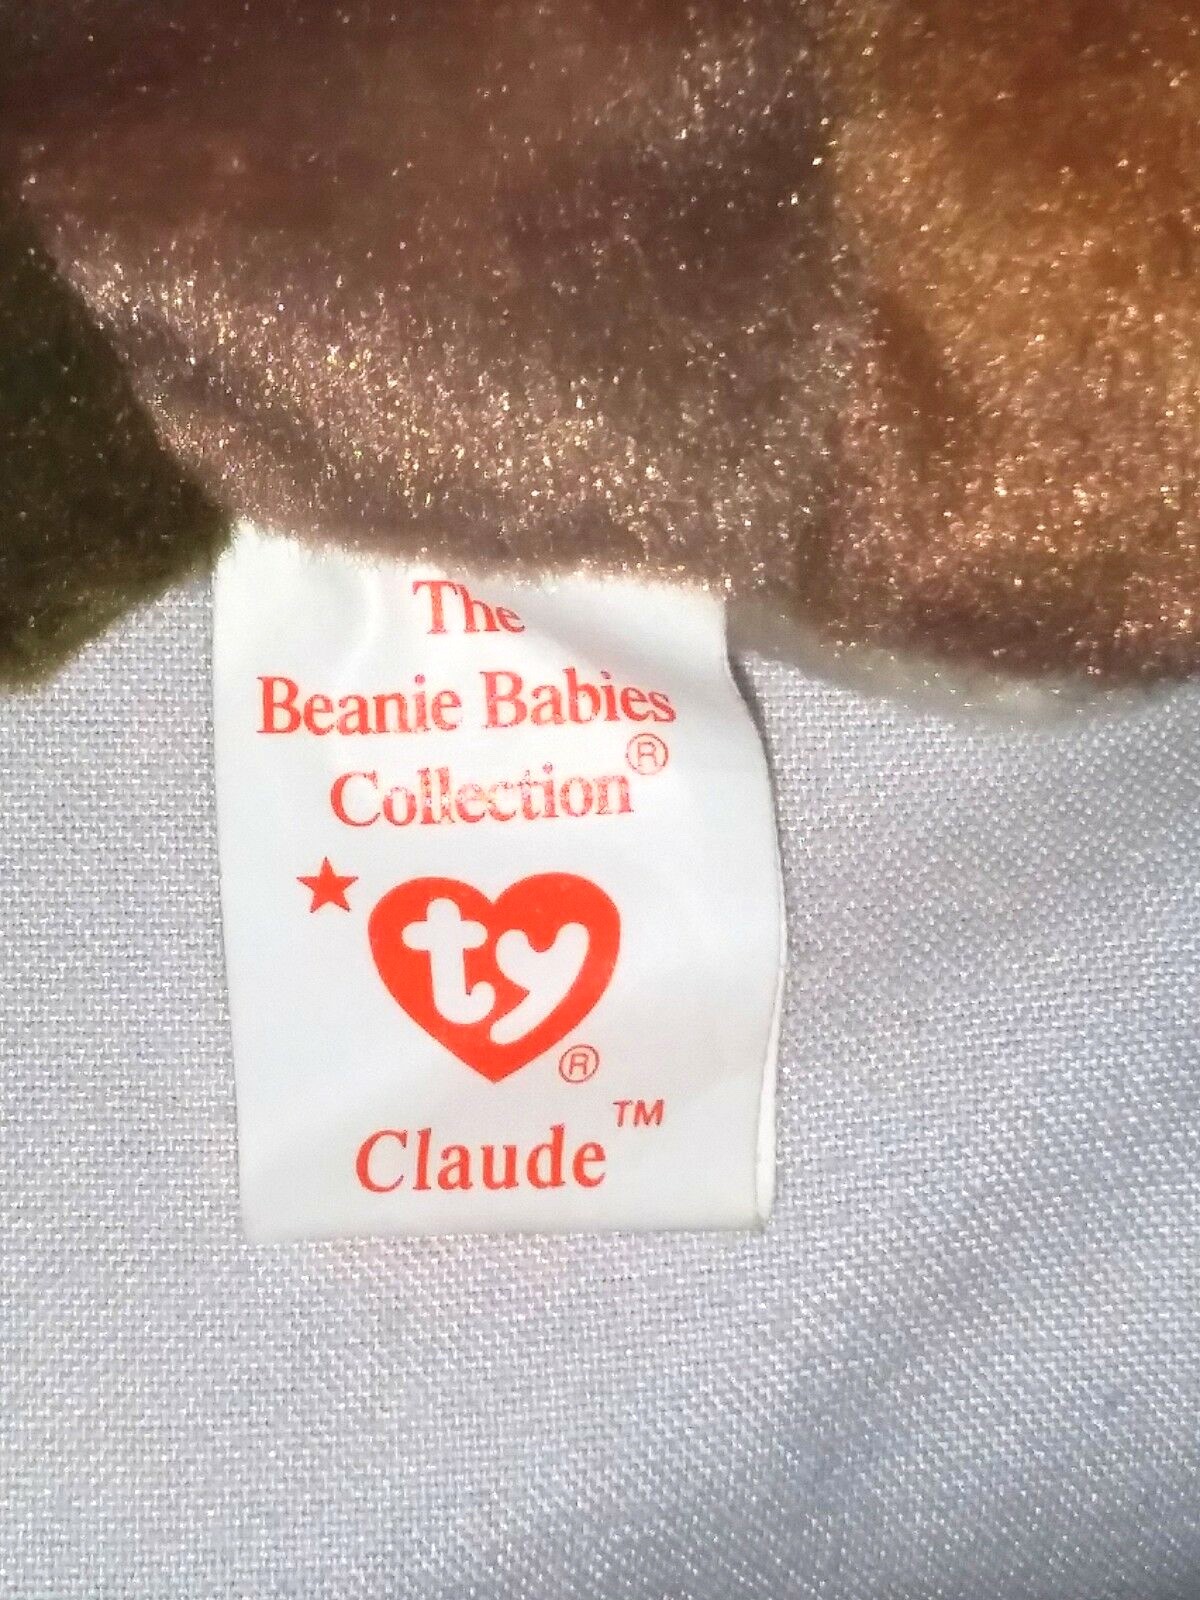 The
Beanie Babies
Collection®
ty®
Claude™